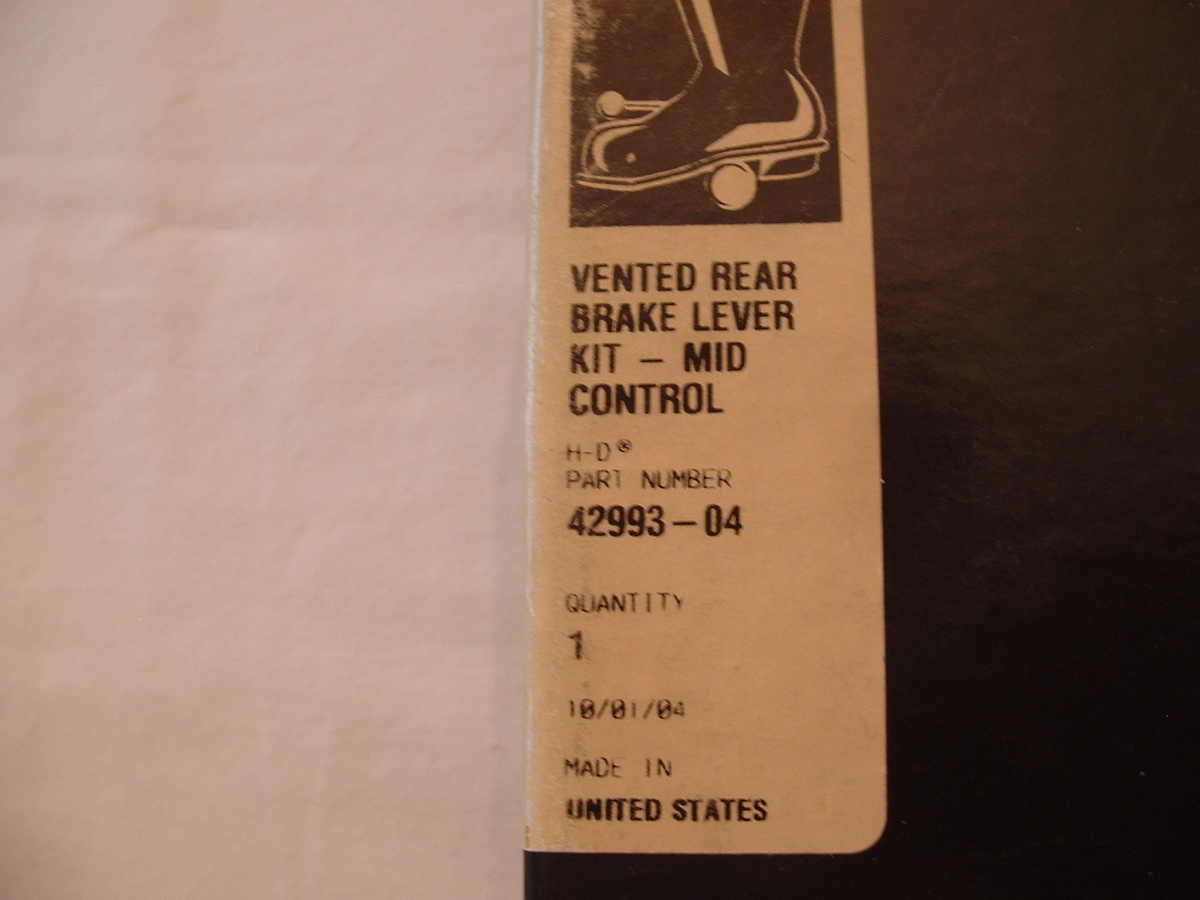 VENTED REAR
BRAKE LEVER
KIT – MID
CONTROL
H-D®
PART NUMBER
42993–04
QUANTITY
1
10/01/04
MADE IN
UNITED STATES